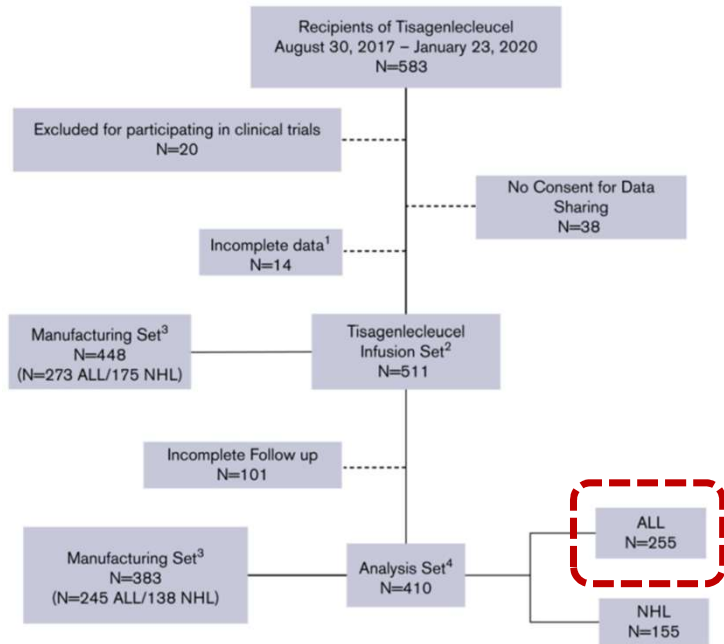 Recipients of Tisagenlecleucel
August 30, 2017 – January 23, 2020
N=583
Excluded for participating in clinical trials
N=20
No Consent for Data
Sharing
N=38
Incomplete data¹
N=14
Manufacturing Set³
N=448
(N=273 ALL/175 NHL)
Tisagenlecleucel
Infusion Set²
N=511
Incomplete Follow up
N=101
Manufacturing Set³
N=383
(N=245 ALL/138 NHL)
Analysis Set⁴
N=410
ALL
N=255
NHL
N=155